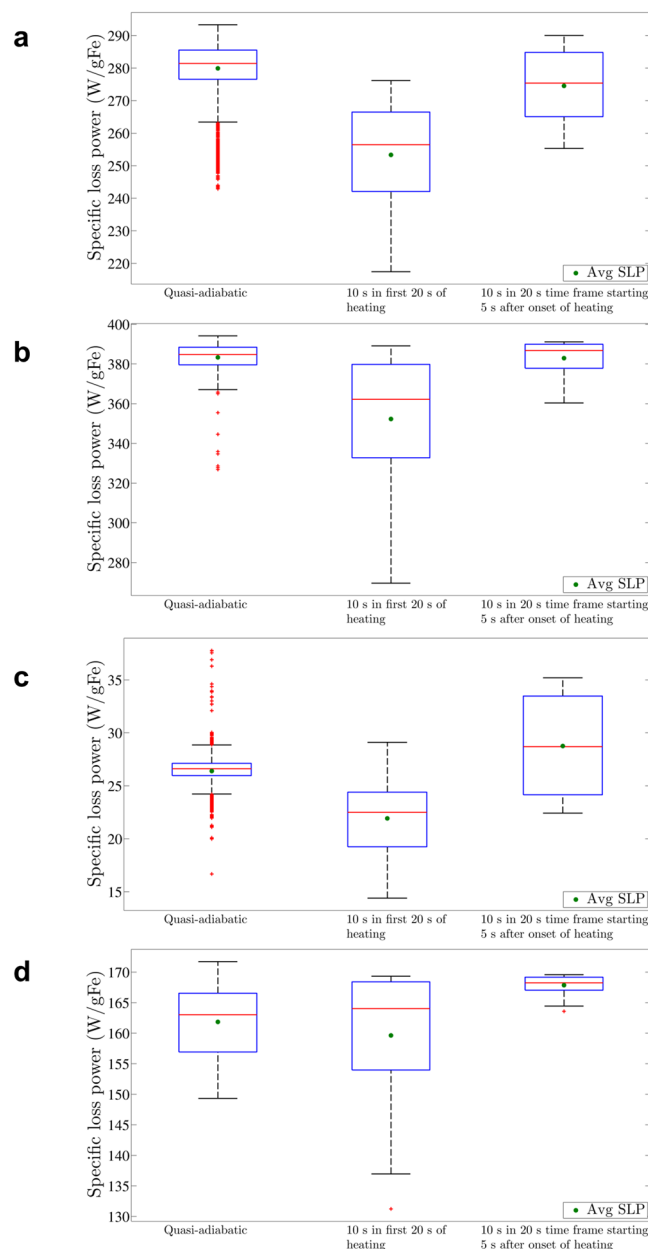 a
Specific loss power (W/gFe)
290
280
270
260
250
240
230
220
Avg SLP
Quasi-adiabatic
10 s in first 20 s of
heating
10 s in 20 s time frame starting
5 s after onset of heating
b
Specific loss power (W/gFe)
400
380
360
340
320
300
280
Avg SLP
Quasi-adiabatic
10 s in first 20 s of
heating
10 s in 20 s time frame starting
5 s after onset of heating
c
Specific loss power (W/gFe)
35
30
25
20
15
Avg SLP
Quasi-adiabatic
10 s in first 20 s of
heating
10 s in 20 s time frame starting
5 s after onset of heating
d
Specific loss power (W/gFe)
170
165
160
155
150
145
140
135
130
Avg SLP
Quasi-adiabatic
10 s in first 20 s of
heating
10 s in 20 s time frame starting
5 s after onset of heating